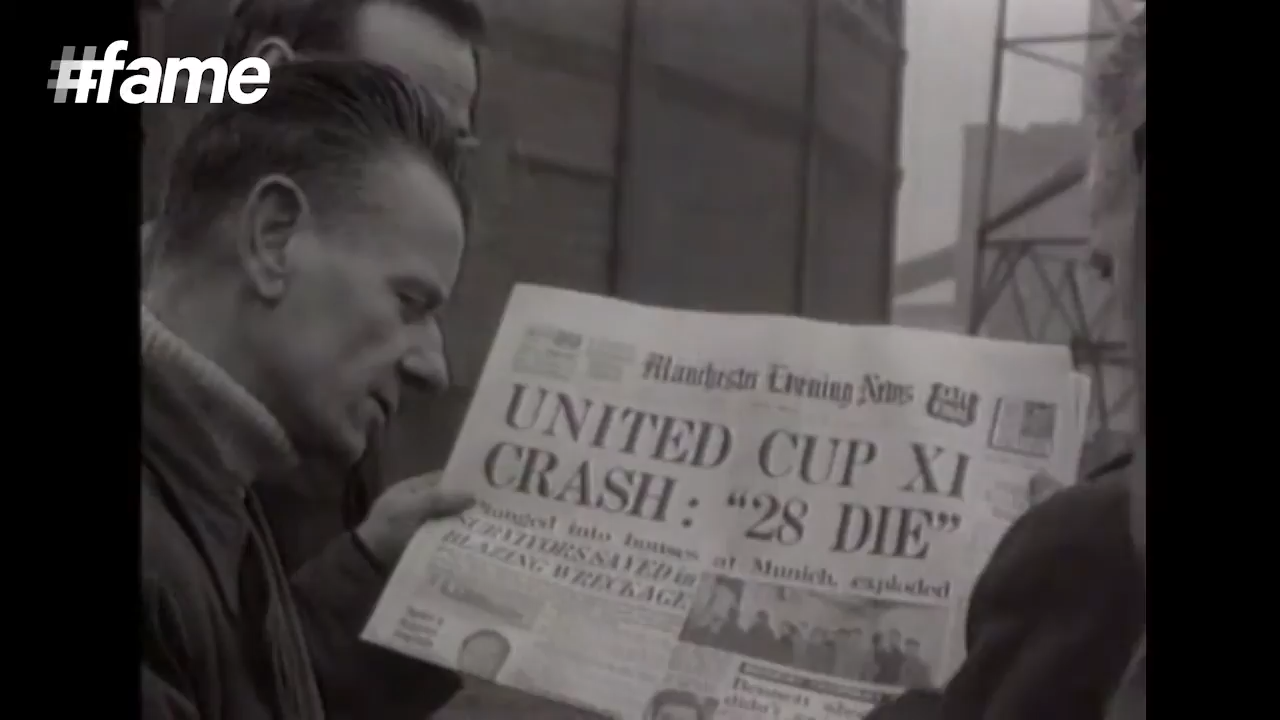 #fame
Manchester Evening News
UNITED CUP XI
CRASH: "28 DIE"
Plunged into houses at Munich, exploded
SURVIVORS SAVED in
BLAZING WRECKAGE